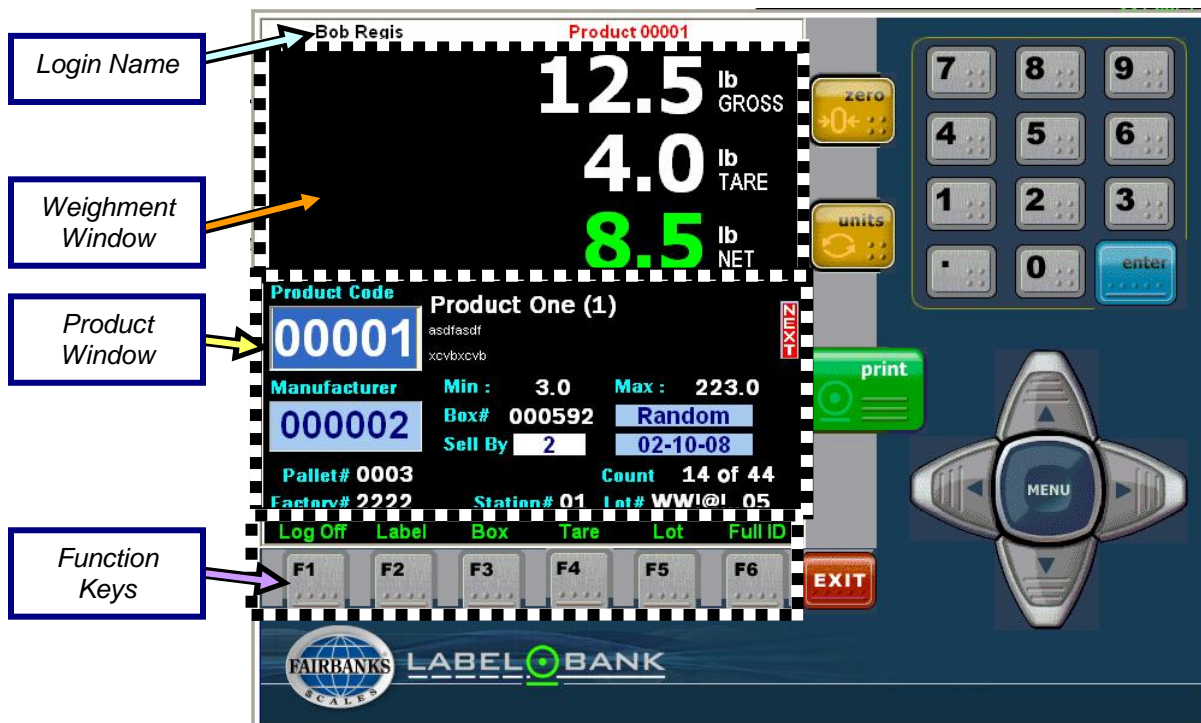 Login Name
Weighment
Window
Product
Window
Function
Keys
Bob Regis Product 00001
12.5 lb
GROSS
4.0 lb
TARE
8.5 lb
NET
Product Code
00001
Product One (1)
asdfasdf
xcvbxcvb
NEXT
Manufacturer
000002
Min : 3.0 Max : 223.0
Box# 000592 Random
Sell By 2 02-10-08
Pallet# 0003 Count 14 of 44
Factory# 2222 Station# 01 Lot#
Log Off Label Box Tare Lot Full ID
F1 F2 F3 F4 F5 F6
zero
→0←
units
print
EXIT
7 8 9
4 5 6
1 2 3
. 0 enter
MENU
FAIRBANKS
SCALES
LABEL BANK